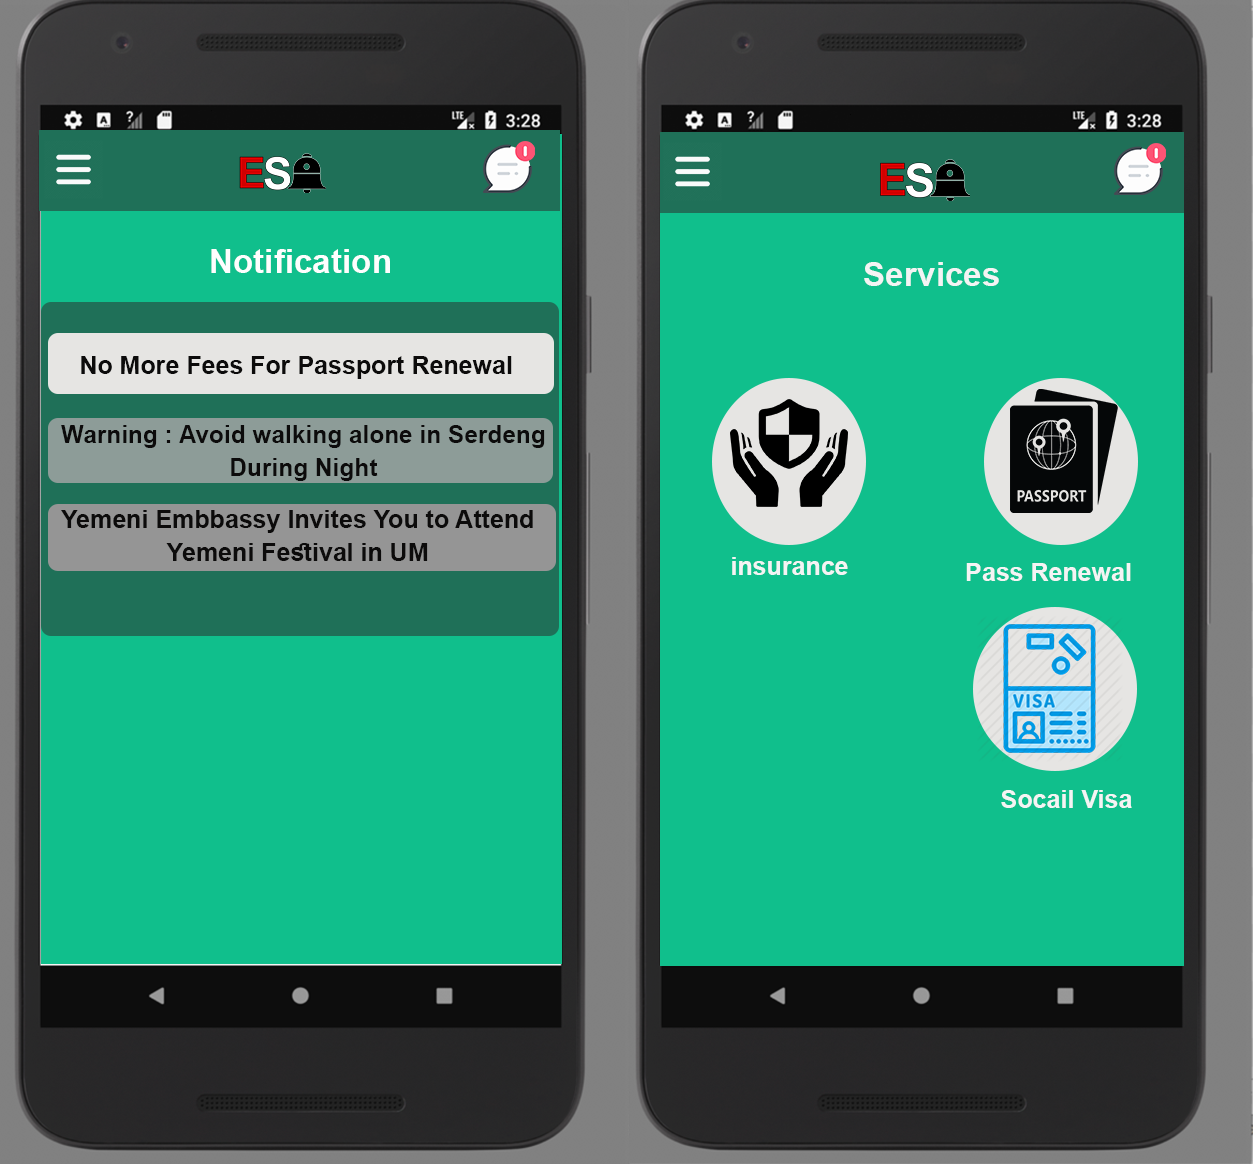 LTE 3:28
ES
Notification
No More Fees For Passport Renewal
Warning : Avoid walking alone in Serdeng
During Night
Yemeni Embbassy Invites You to Attend
Yemeni Festival in UM
LTE 3:28
ES
Services
PASSPORT
insurance
Pass Renewal
VISA
Socail Visa